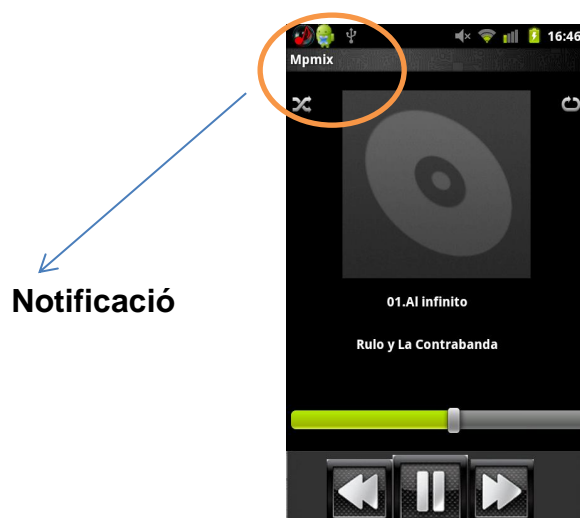 16:46
Mpmix
Notificació
01.Al infinito
Rulo y La Contrabanda